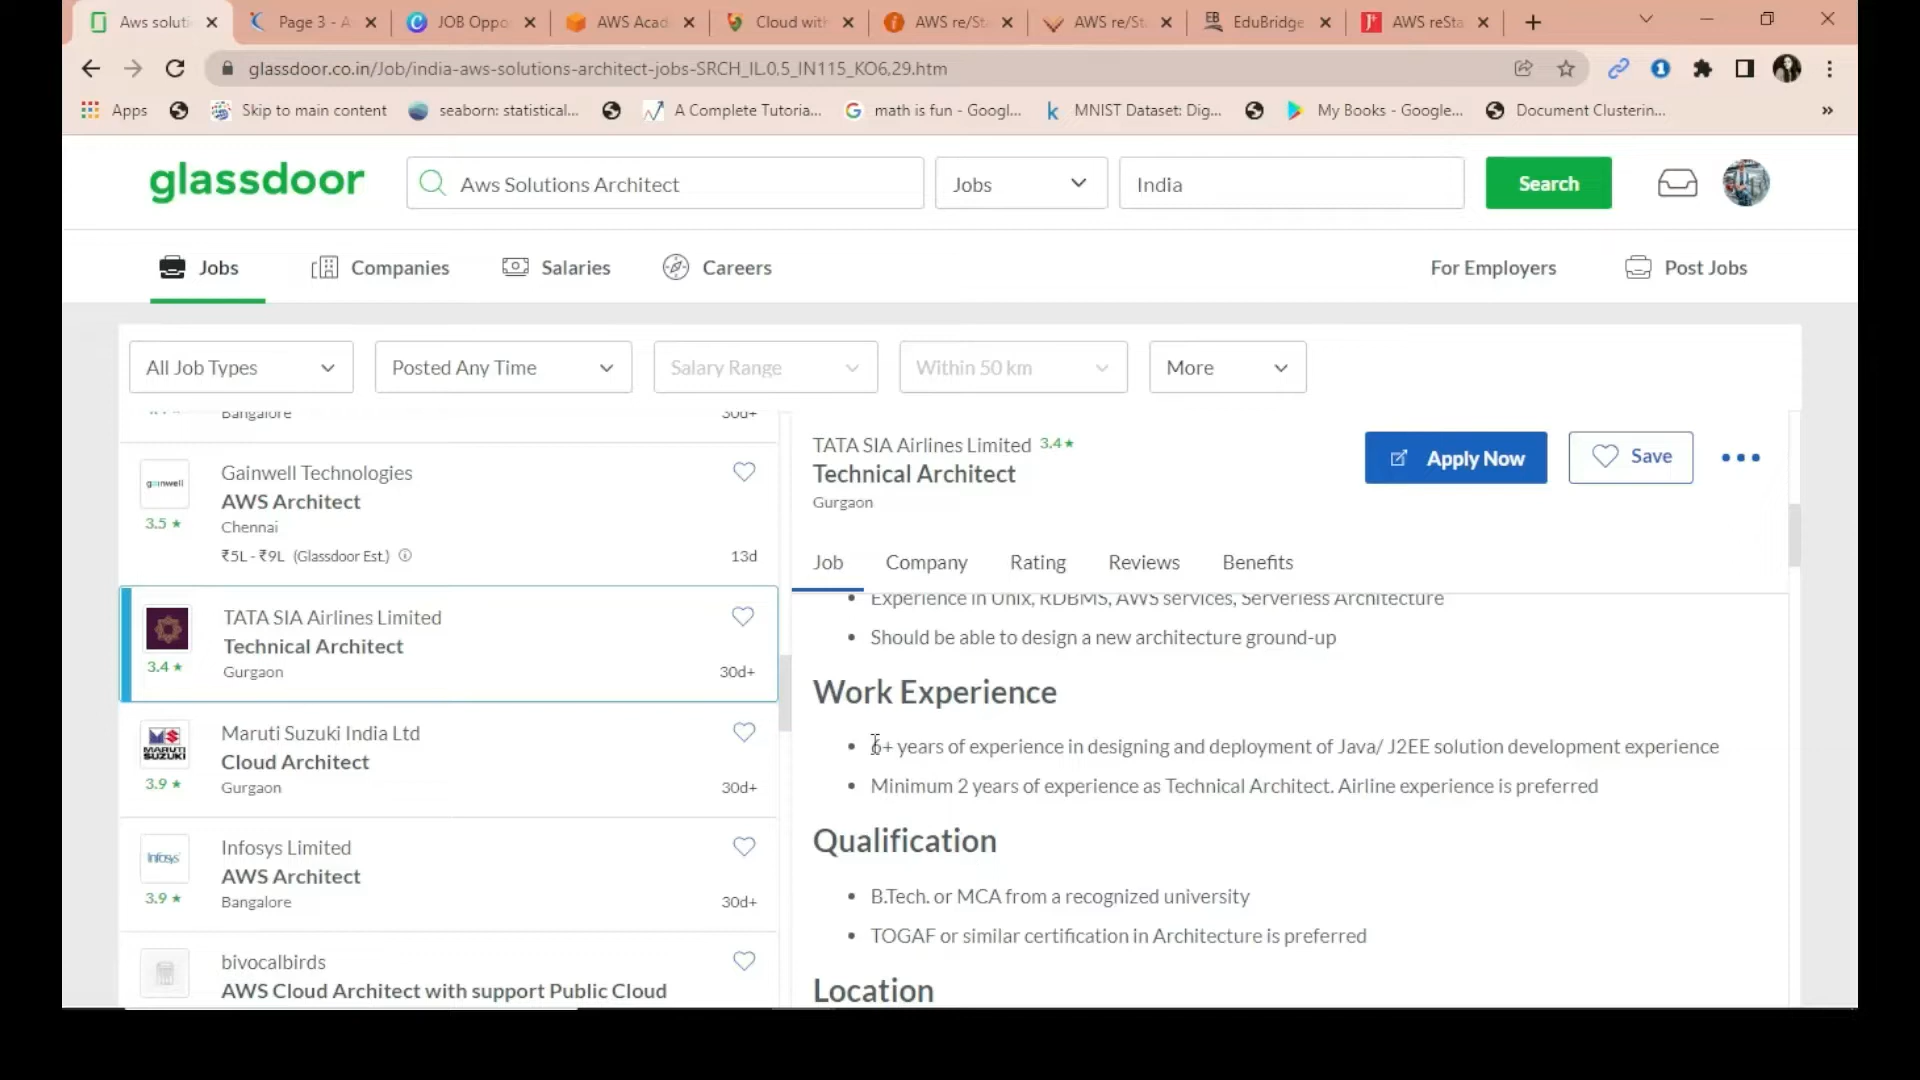 Aws soluti
Page 3 - A
JOB Oppo
AWS Acad
Cloud with
AWS re/St
AWS re/St
EB
EduBridge
AWS reSta
glassdoor.co.in/Job/india-aws-solutions-architect-jobs-SRCH_IL.0,5_IN115_KO6,29.htm
Apps
Skip to main content
seaborn: statistical...
A Complete Tutoria...
math is fun - Googl...
MNIST Dataset: Dig...
My Books - Google...
Document Clusterin...
»
glassdoor
Aws Solutions Architect
Jobs
India
Search
Jobs
Companies
Salaries
Careers
For Employers
Post Jobs
All Job Types
Posted Any Time
Salary Range
Within 50 km
More
Bangalore
30d+
gainwell
Gainwell Technologies
AWS Architect
3.5 ★
Chennai
₹5L - ₹9L (Glassdoor Est.)
13d
TATA SIA Airlines Limited
Technical Architect
3.4 ★
Gurgaon
30d+
MARUTI
SUZUKI
Maruti Suzuki India Ltd
Cloud Architect
3.9 ★
Gurgaon
30d+
Infosys
Infosys Limited
AWS Architect
3.9 ★
Bangalore
30d+
bivocalbirds
AWS Cloud Architect with support Public Cloud
TATA SIA Airlines Limited 3.4 ★
Technical Architect
Gurgaon
Apply Now
Save
Job
Company
Rating
Reviews
Benefits
• Experience in Unix, RDBMS, AWS services, Serverless Architecture
• Should be able to design a new architecture ground-up
Work Experience
• 6+ years of experience in designing and deployment of Java/ J2EE solution development experience
• Minimum 2 years of experience as Technical Architect. Airline experience is preferred
Qualification
• B.Tech. or MCA from a recognized university
• TOGAF or similar certification in Architecture is preferred
Location